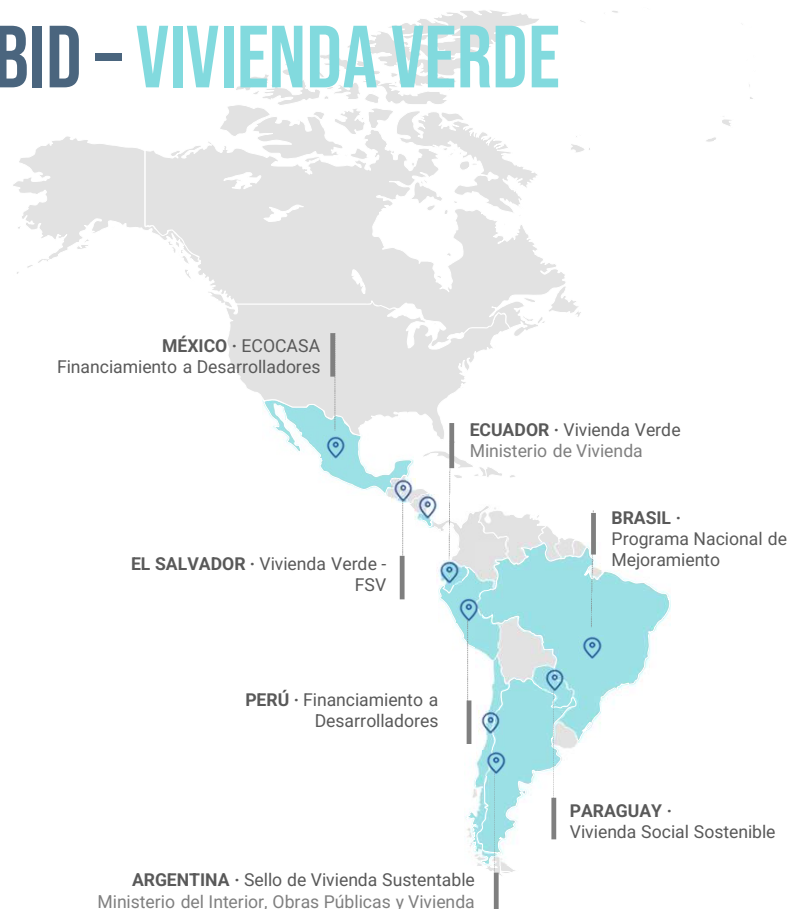 BID – VIVIENDA VERDE
MÉXICO · ECOCASA
Financiamiento a Desarrolladores
ECUADOR · Vivienda Verde
Ministerio de Vivienda
BRASIL ·
Programa Nacional de
Mejoramiento
EL SALVADOR · Vivienda Verde -
FSV
PERÚ · Financiamiento a
Desarrolladores
PARAGUAY ·
Vivienda Social Sostenible
ARGENTINA · Sello de Vivienda Sustentable
Ministerio del Interior, Obras Públicas y Vivienda